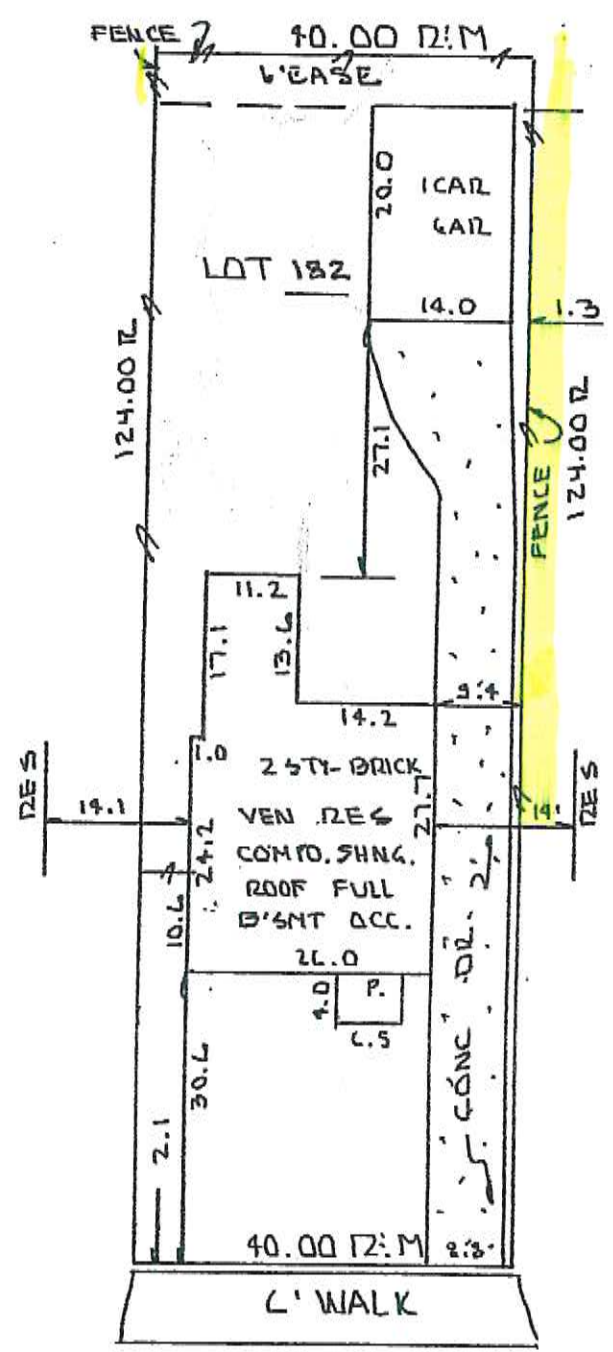 FENCE
40.00 R'M
6'EASE
20.0
1 CAR
GAR
LOT 182
14.0
1.3
124.00 R
27.1
FENCE
124.00 R
11.2
17.1
13.6
14.2
9.4
1.0
2 STY-BRICK
RES
14.1
VEN RES
27.7
14.
RES
24.2
COMP. SHNG.
ROOF FULL
10.6
B'SMT OCC.
26.0
4.0
P.
6.5
CONC DR.
30.6
2.1
40.00 R'M
8.8
6' WALK